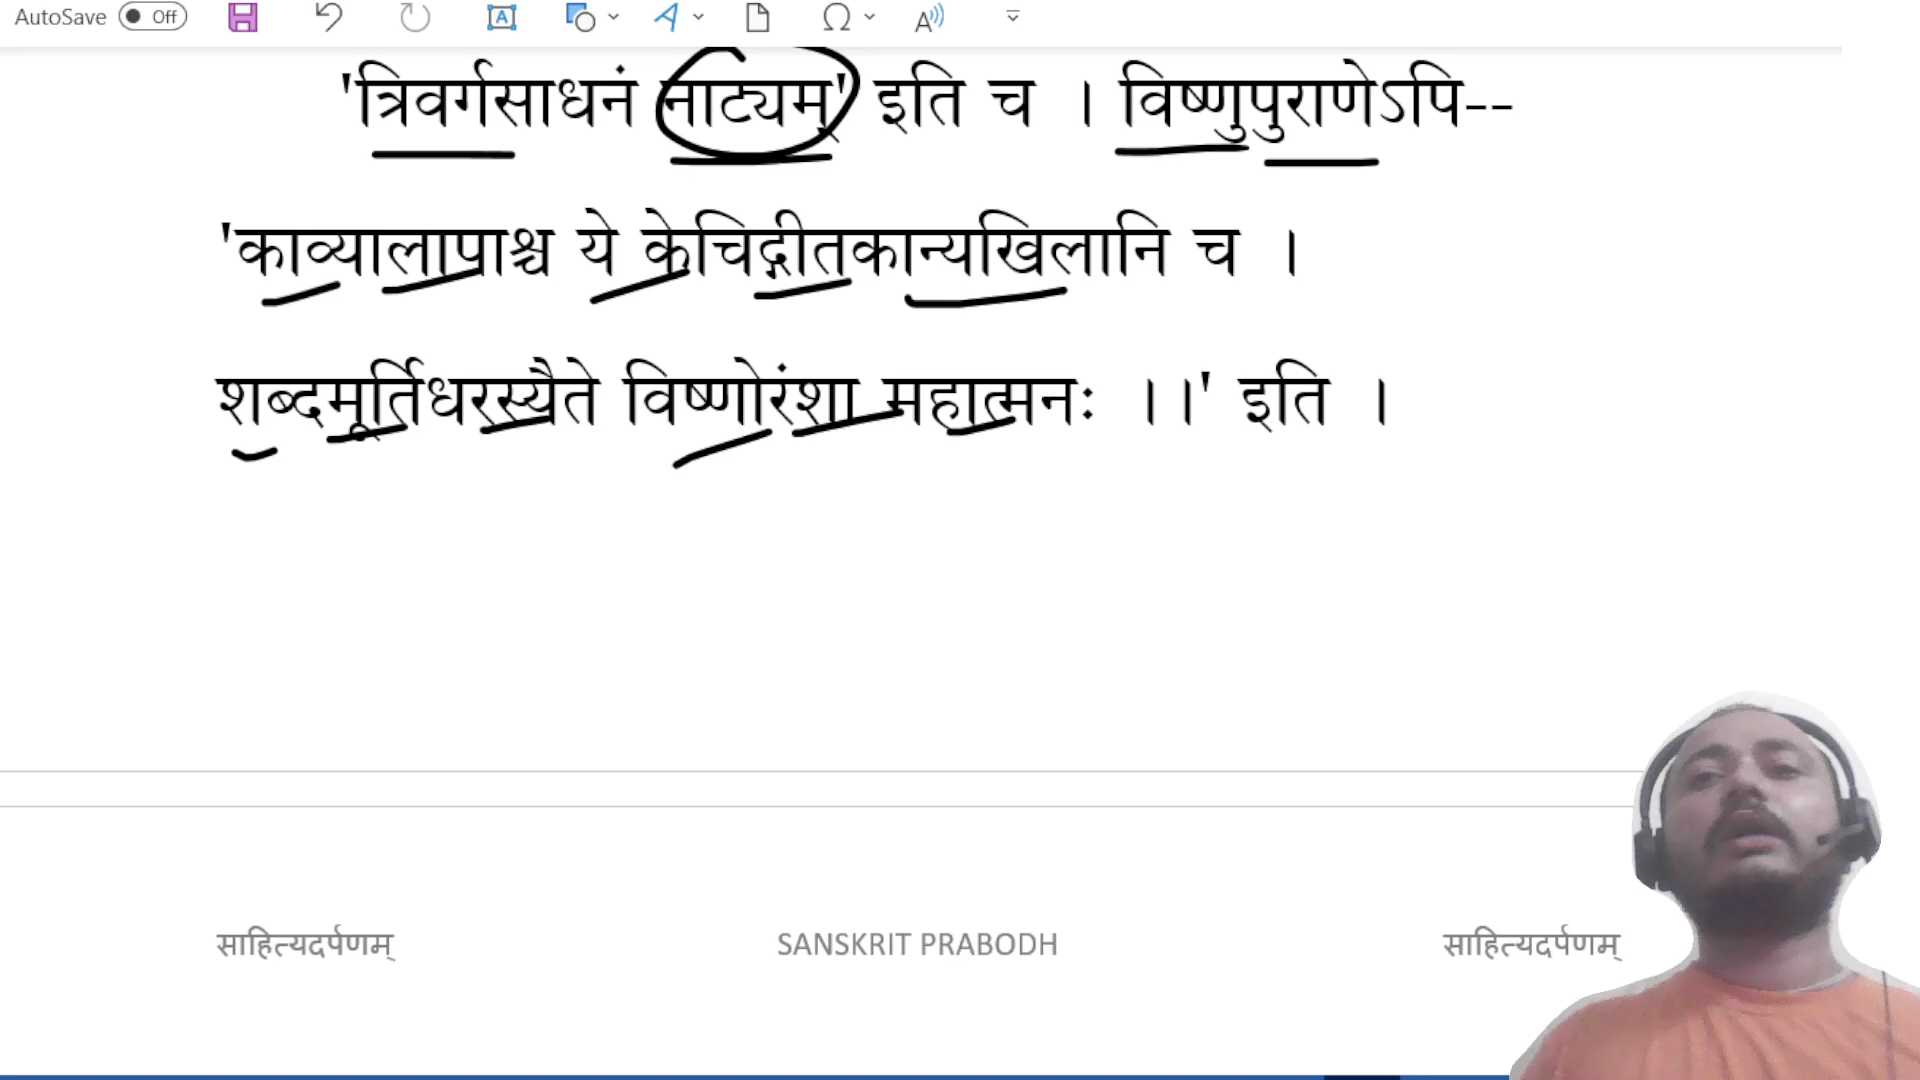 AutoSave Off
'त्रिवर्गसाधनं नाट्यम्' इति च । विष्णुपुराणेऽपि--
'काव्यालापाश्च ये केचिद्गीतकान्यखिलानि च ।
शब्दमूर्तिधरस्यैते विष्णोरंशा महात्मनः ।।' इति ।
साहित्यदर्पणम् SANSKRIT PRABODH साहित्यदर्पणम्